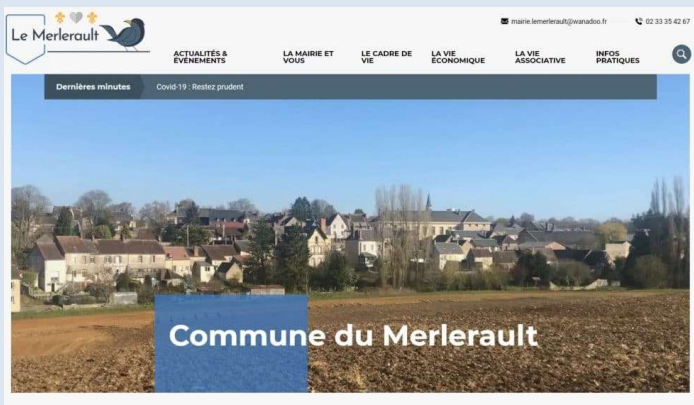 Le Merlerault
mairie.lemerlerault@wanadoo.fr
02 33 35 42 67
ACTUALITÉS &
ÉVÉNEMENTS
LA MAIRIE ET
VOUS
LE CADRE DE
VIE
LA VIE
ÉCONOMIQUE
LA VIE
ASSOCIATIVE
INFOS
PRATIQUES
Dernières minutes
Covid-19 : Restez prudent
Commune du Merlerault